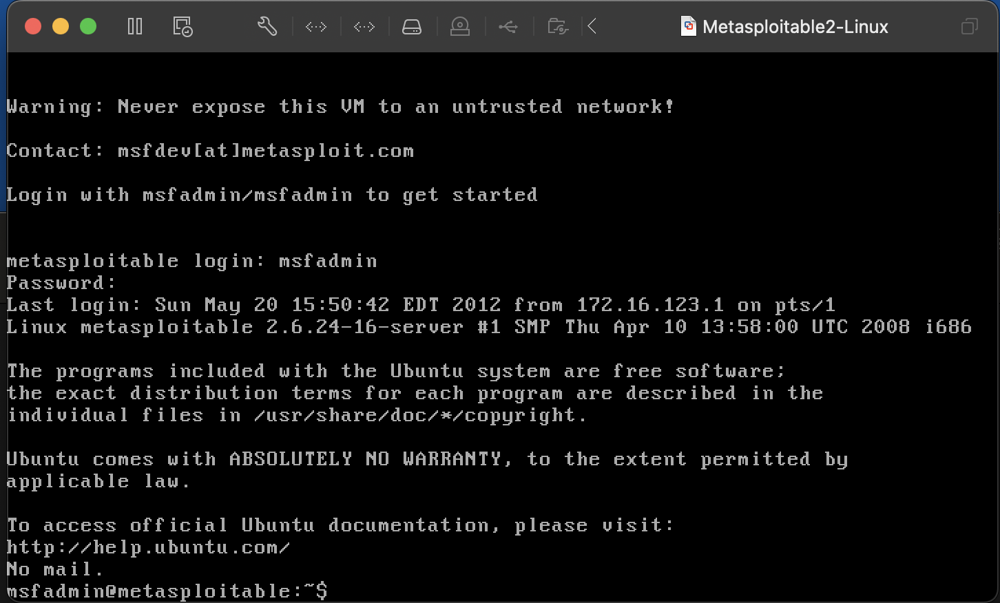 Metasploitable2-Linux
Warning: Never expose this VM to an untrusted network!
Contact: msfdev[at]metasploit.com
Login with msfadmin/msfadmin to get started
metasploitable login: msfadmin
Password:
Last login: Sun May 20 15:50:42 EDT 2012 from 172.16.123.1 on pts/1
Linux metasploitable 2.6.24-16-server #1 SMP Thu Apr 10 13:58:00 UTC 2008 i686
The programs included with the Ubuntu system are free software;
the exact distribution terms for each program are described in the
individual files in /usr/share/doc/*/copyright.
Ubuntu comes with ABSOLUTELY NO WARRANTY, to the extent permitted by
applicable law.
To access official Ubuntu documentation, please visit:
http://help.ubuntu.com/
No mail.
msfadmin@metasploitable:~$